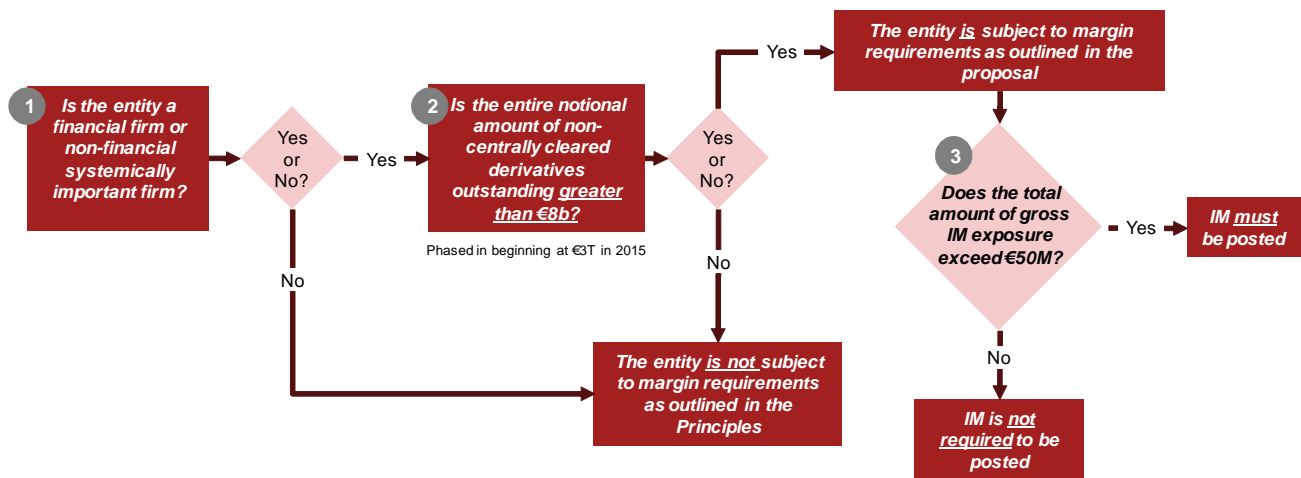 1
Is the entity a
financial firm or
non-financial
systemically
important firm?
Yes
or
No?
Yes
No
2
Is the entire notional
amount of non-
centrally cleared
derivatives
outstanding greater
than €8b?
Phased in beginning at €3T in 2015
Yes
or
No?
Yes
No
The entity is not subject
to margin requirements
as outlined in the
Principles
The entity is subject to margin
requirements as outlined in the
proposal
3
Does the total
amount of gross
IM exposure
exceed €50M?
Yes
IM must
be posted
No
IM is not
required to be
posted